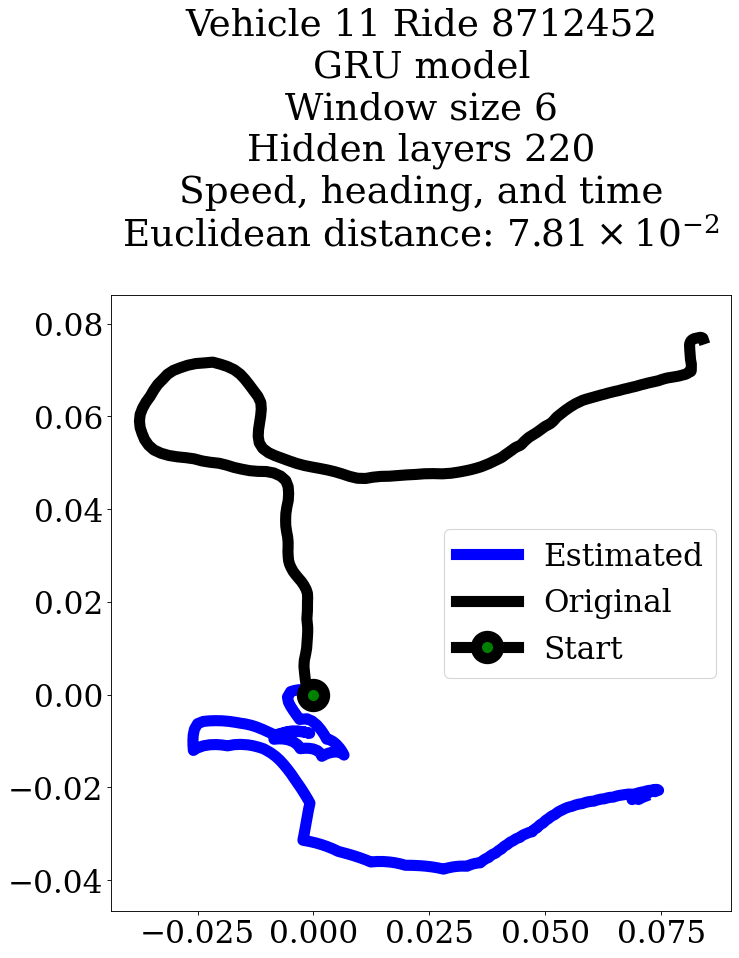 Vehicle 11 Ride 8712452
GRU model
Window size 6
Hidden layers 220
Speed, heading, and time
Euclidean distance: 7.81 × 10⁻²
0.08
0.06
0.04
0.02
0.00
−0.02
−0.04
Estimated
Original
Start
−0.025 0.000 0.025 0.050 0.075